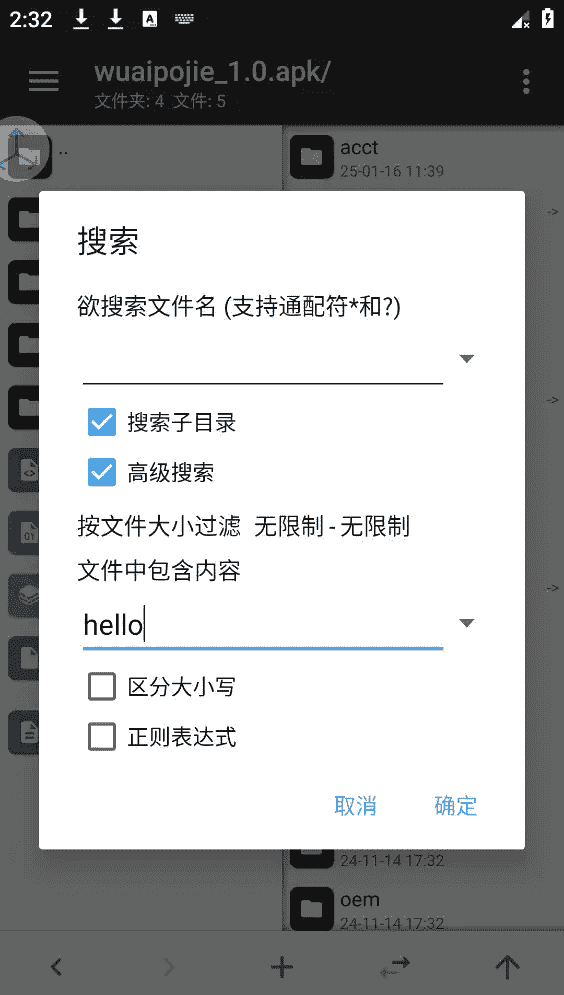 2:32
A
wuaipojie_1.0.apk/
文件夹: 4 文件: 5
..
acct
25-01-16 11:39
->
搜索
欲搜索文件名 (支持通配符*和?)
搜索子目录
高级搜索
->
按文件大小过滤 无限制 - 无限制
文件中包含内容
->
hello
区分大小写
正则表达式
取消 确定
24-11-14 17:32
oem
24-11-14 17:32